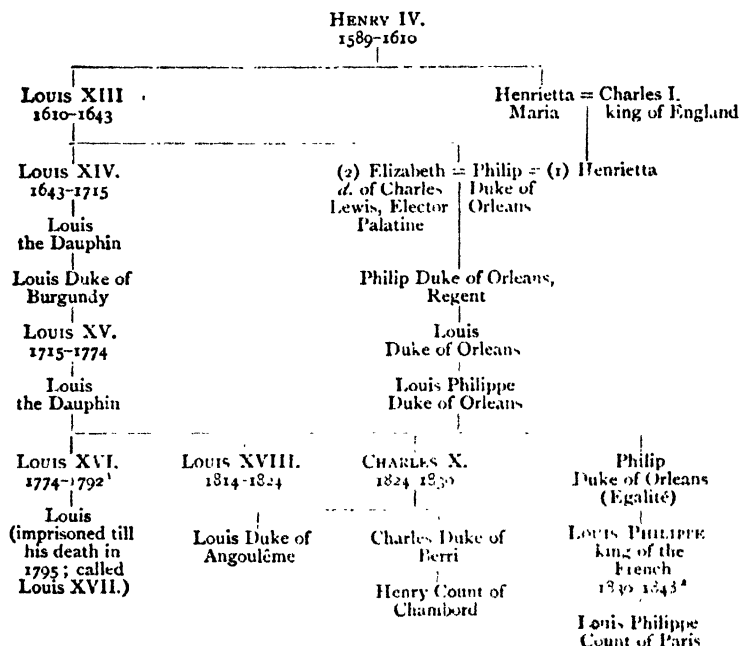 HENRY IV.
1589-1610
LOUIS XIII
1610-1643
Henrietta = Charles I.
Maria king of England
LOUIS XIV.
1643-1715
(2) Elizabeth = Philip = (1) Henrietta
d. of Charles Duke of
Lewis, Elector Orleans
Palatine
Louis
the Dauphin
Louis Duke of
Burgundy
Philip Duke of Orleans,
Regent
LOUIS XV.
1715-1774
Louis
Duke of Orleans
Louis
the Dauphin
Louis Philippe
Duke of Orleans
LOUIS XVI.
1774-1792¹
LOUIS XVIII.
1814-1824
CHARLES X.
1824 1830
Philip
Duke of Orleans
(Egalité)
Louis
(imprisoned till
his death in
1795; called
Louis XVII.)
Louis Duke of
Angoulême
Charles Duke of
Berri
Henry Count of
Chambord
LOUIS PHILIPPE
king of the
French
1830 1848²
Louis Philippe
Count of Paris